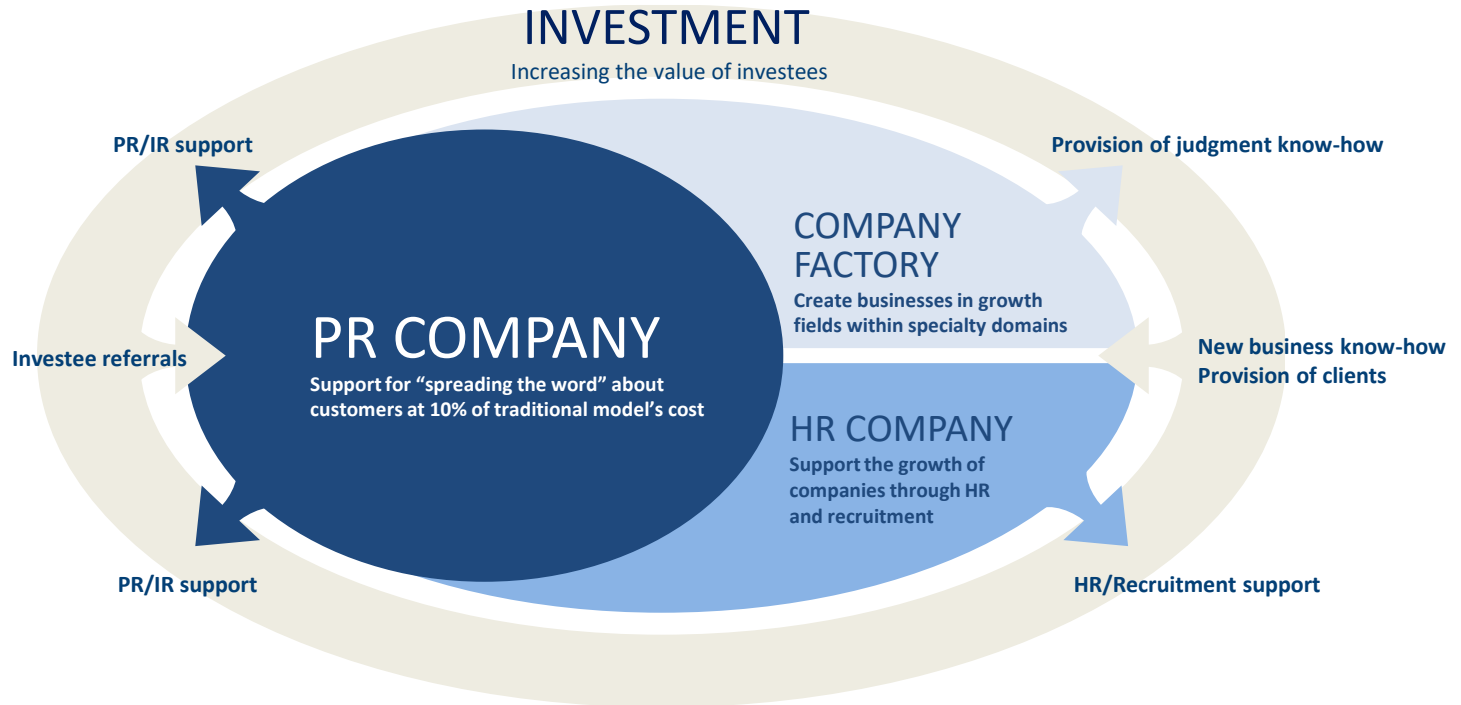 INVESTMENT
Increasing the value of investees
PR/IR support
Provision of judgment know-how
COMPANY
FACTORY
Create businesses in growth
fields within specialty domains
PR COMPANY
Support for “spreading the word” about
customers at 10% of traditional model’s cost
Investee referrals
New business know-how
Provision of clients
HR COMPANY
Support the growth of
companies through HR
and recruitment
PR/IR support
HR/Recruitment support